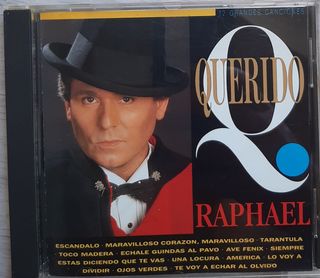 12 GRANDES CANCIONES
QUERIDO
Q
RAPHAEL
ESCANDALO · MARAVILLOSO CORAZON, MARAVILLOSO · TARANTULA
TOCO MADERA · ECHALE GUINDAS AL PAVO · AVE FENIX · SIEMPRE
ESTAS DICIENDO QUE TE VAS · UNA LOCURA · AMERICA · LO VOY A
DIVIDIR · OJOS VERDES · TE VOY A ECHAR AL OLVIDO